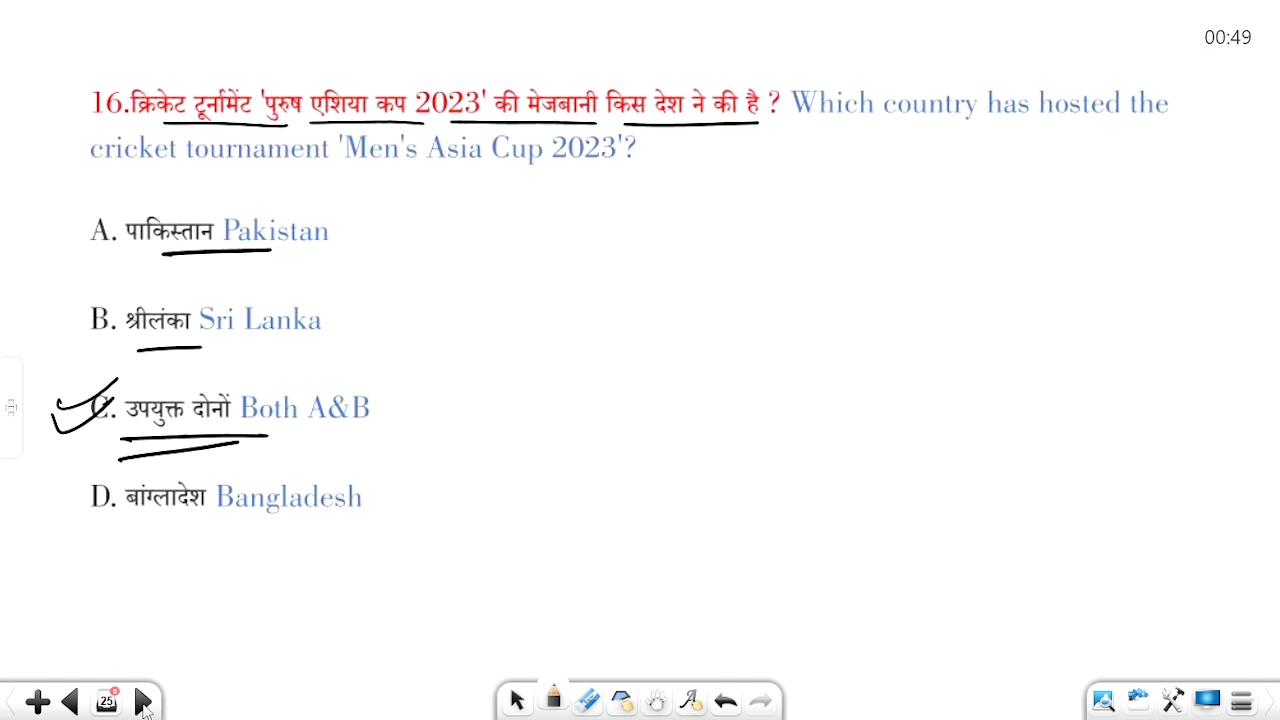 00:49
16.क्रिकेट टूर्नामेंट 'पुरुष एशिया कप 2023' की मेजबानी किस देश ने की है ? Which country has hosted the
cricket tournament 'Men's Asia Cup 2023'?
A. पाकिस्तान Pakistan
B. श्रीलंका Sri Lanka
C. उपयुक्त दोनों Both A&B
D. बांग्लादेश Bangladesh
25
8